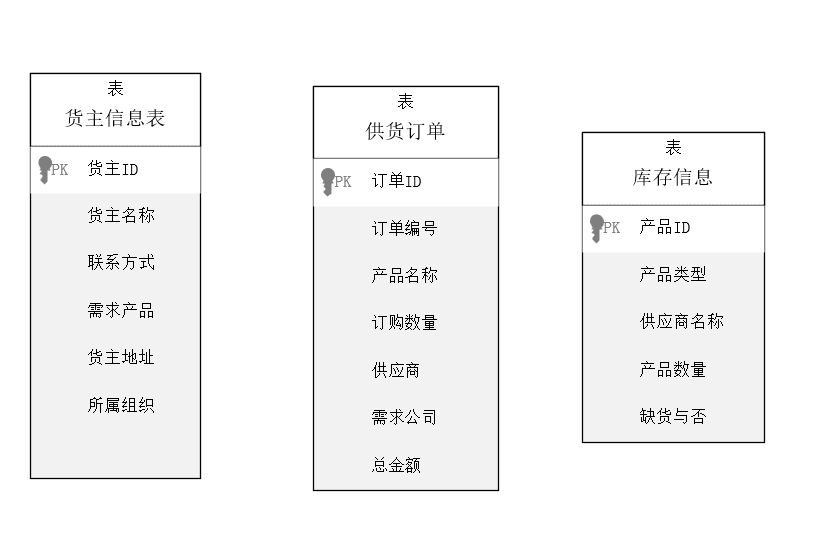 表
货主信息表
PK 货主ID
货主名称
联系方式
需求产品
货主地址
所属组织
表
供货订单
PK 订单ID
订单编号
产品名称
订购数量
供应商
需求公司
总金额
表
库存信息
PK 产品ID
产品类型
供应商名称
产品数量
缺货与否